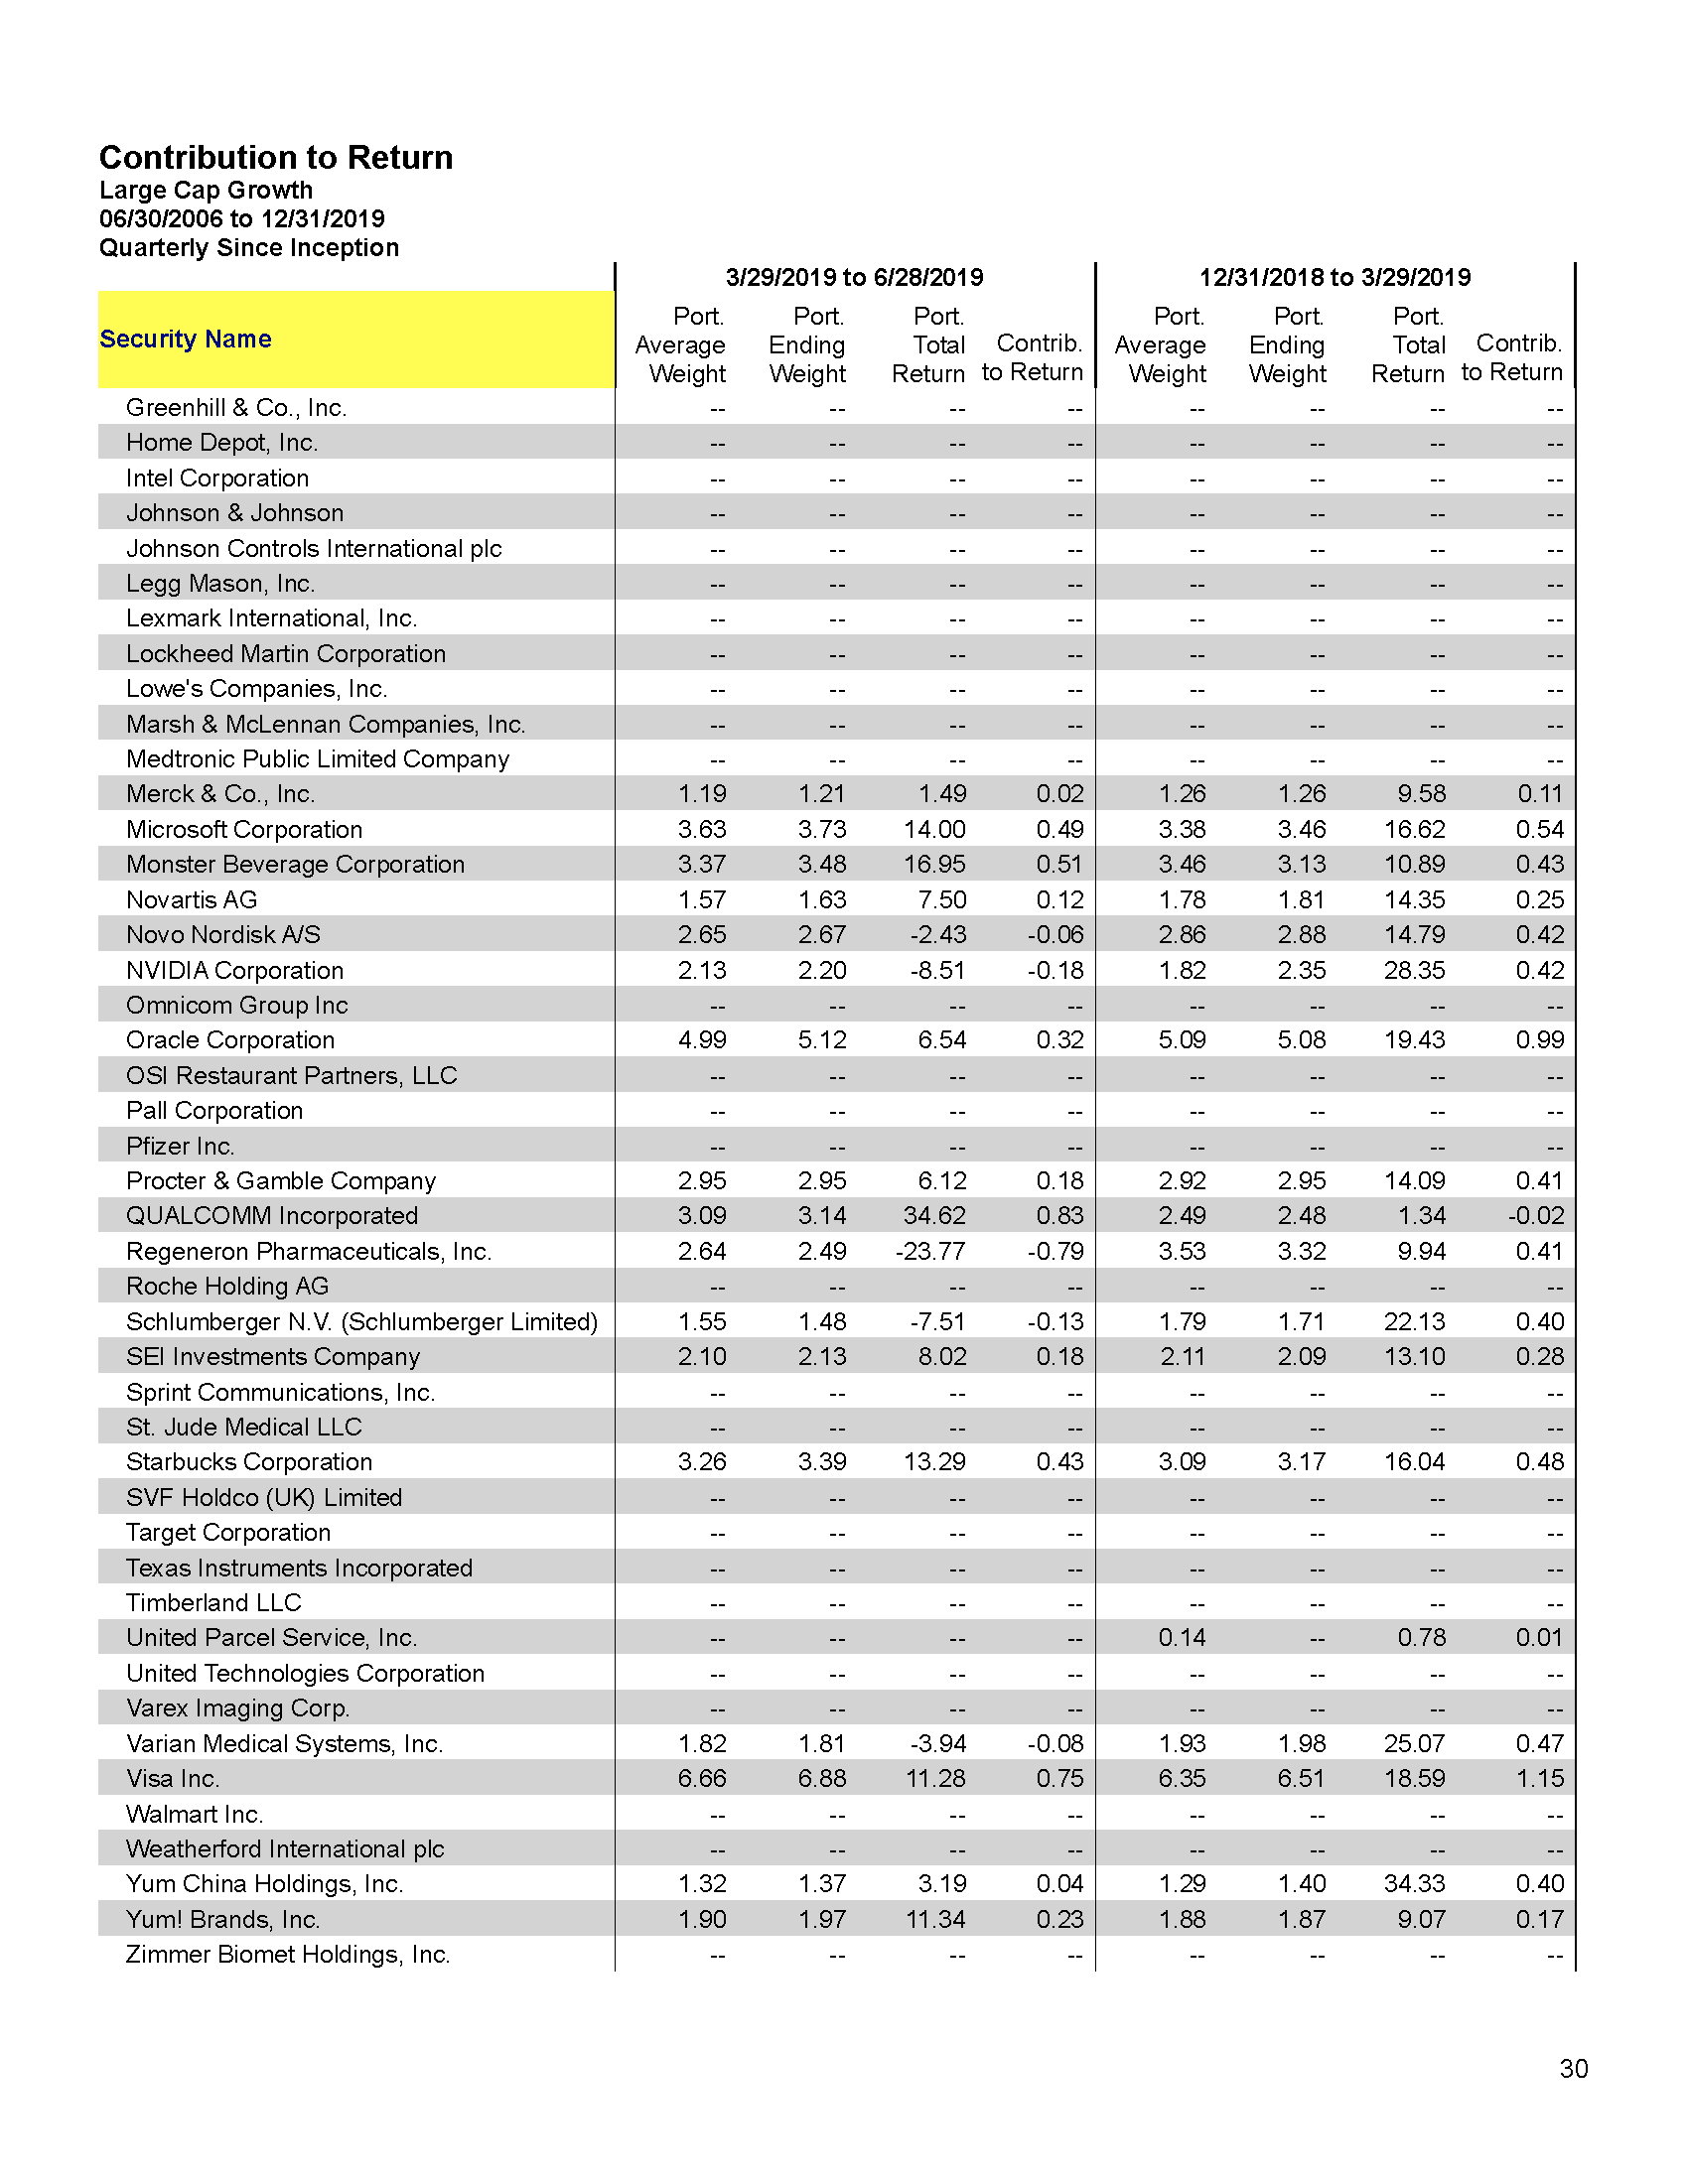 Contribution to Return
Large Cap Growth
06/30/2006 to 12/31/2019
Quarterly Since Inception
3/29/2019 to 6/28/2019 12/31/2018 to 3/29/2019
Security Name Port. Average Weight Port. Ending Weight Port. Total Return Contrib. to Return Port. Average Weight Port. Ending Weight Port. Total Return Contrib. to Return
Greenhill & Co., Inc. -- -- -- -- -- -- -- --
Home Depot, Inc. -- -- -- -- -- -- -- --
Intel Corporation -- -- -- -- -- -- -- --
Johnson & Johnson -- -- -- -- -- -- -- --
Johnson Controls International plc -- -- -- -- -- -- -- --
Legg Mason, Inc. -- -- -- -- -- -- -- --
Lexmark International, Inc. -- -- -- -- -- -- -- --
Lockheed Martin Corporation -- -- -- -- -- -- -- --
Lowe's Companies, Inc. -- -- -- -- -- -- -- --
Marsh & McLennan Companies, Inc. -- -- -- -- -- -- -- --
Medtronic Public Limited Company -- -- -- -- -- -- -- --
Merck & Co., Inc. 1.19 1.21 1.49 0.02 1.26 1.26 9.58 0.11
Microsoft Corporation 3.63 3.73 14.00 0.49 3.38 3.46 16.62 0.54
Monster Beverage Corporation 3.37 3.48 16.95 0.51 3.46 3.13 10.89 0.43
Novartis AG 1.57 1.63 7.50 0.12 1.78 1.81 14.35 0.25
Novo Nordisk A/S 2.65 2.67 -2.43 -0.06 2.86 2.88 14.79 0.42
NVIDIA Corporation 2.13 2.20 -8.51 -0.18 1.82 2.35 28.35 0.42
Omnicom Group Inc -- -- -- -- -- -- -- --
Oracle Corporation 4.99 5.12 6.54 0.32 5.09 5.08 19.43 0.99
OSI Restaurant Partners, LLC -- -- -- -- -- -- -- --
Pall Corporation -- -- -- -- -- -- -- --
Pfizer Inc. -- -- -- -- -- -- -- --
Procter & Gamble Company 2.95 2.95 6.12 0.18 2.92 2.95 14.09 0.41
QUALCOMM Incorporated 3.09 3.14 34.62 0.83 2.49 2.48 1.34 -0.02
Regeneron Pharmaceuticals, Inc. 2.64 2.49 -23.77 -0.79 3.53 3.32 9.94 0.41
Roche Holding AG -- -- -- -- -- -- -- --
Schlumberger N.V. (Schlumberger Limited) 1.55 1.48 -7.51 -0.13 1.79 1.71 22.13 0.40
SEI Investments Company 2.10 2.13 8.02 0.18 2.11 2.09 13.10 0.28
Sprint Communications, Inc. -- -- -- -- -- -- -- --
St. Jude Medical LLC -- -- -- -- -- -- -- --
Starbucks Corporation 3.26 3.39 13.29 0.43 3.09 3.17 16.04 0.48
SVF Holdco (UK) Limited -- -- -- -- -- -- -- --
Target Corporation -- -- -- -- -- -- -- --
Texas Instruments Incorporated -- -- -- -- -- -- -- --
Timberland LLC -- -- -- -- -- -- -- --
United Parcel Service, Inc. -- -- -- -- 0.14 -- 0.78 0.01
United Technologies Corporation -- -- -- -- -- -- -- --
Varex Imaging Corp. -- -- -- -- -- -- -- --
Varian Medical Systems, Inc. 1.82 1.81 -3.94 -0.08 1.93 1.98 25.07 0.47
Visa Inc. 6.66 6.88 11.28 0.75 6.35 6.51 18.59 1.15
Walmart Inc. -- -- -- -- -- -- -- --
Weatherford International plc -- -- -- -- -- -- -- --
Yum China Holdings, Inc. 1.32 1.37 3.19 0.04 1.29 1.40 34.33 0.40
Yum! Brands, Inc. 1.90 1.97 11.34 0.23 1.88 1.87 9.07 0.17
Zimmer Biomet Holdings, Inc. -- -- -- -- -- -- -- --
30